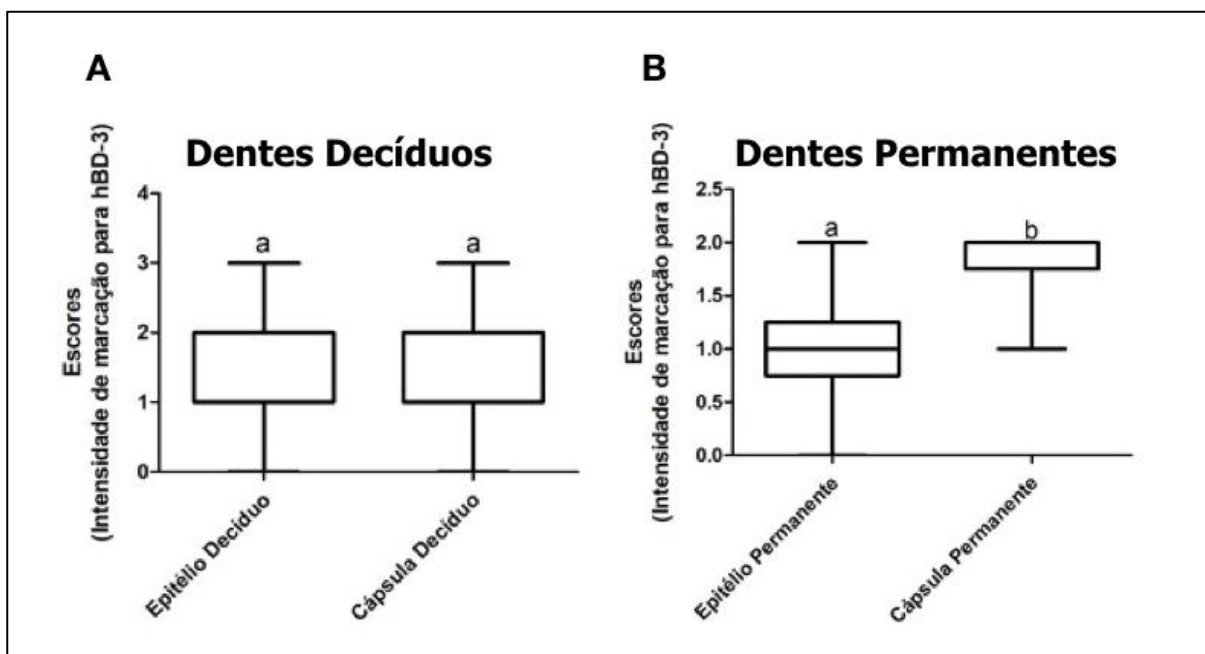 A
Dentes Decíduos
Escores
(Intensidade de marcação para hBD-3)
4
3
2
1
0
a
a
Epitélio Decíduo
Cápsula Decíduo
B
Dentes Permanentes
Escores
(Intensidade de marcação para hBD-3)
2.5
2.0
1.5
1.0
0.5
0.0
a
b
Epitélio Permanente
Cápsula Permanente